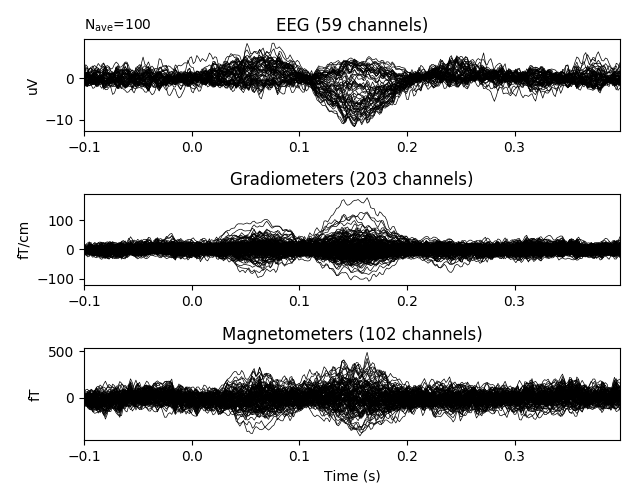 N_ave=100
EEG (59 channels)
uV
0
−10
−0.1 0.0 0.1 0.2 0.3
Gradiometers (203 channels)
fT/cm
100
0
−100
−0.1 0.0 0.1 0.2 0.3
Magnetometers (102 channels)
fT
500
0
−0.1 0.0 0.1 0.2 0.3
Time (s)